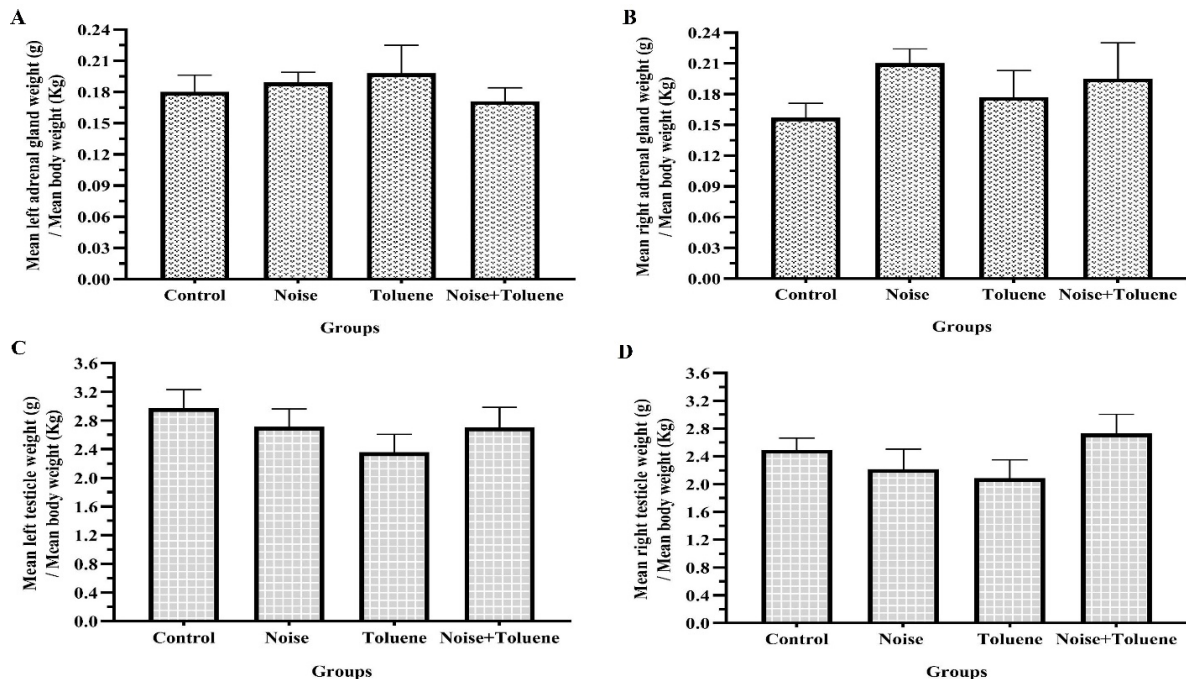 A
Mean left adrenal gland weight (g)
/ Mean body weight (Kg)
0.24
0.21
0.18
0.15
0.12
0.09
0.06
0.03
0.00
Control Noise Toluene Noise+Toluene
Groups
B
Mean right adrenal gland weight (g)
/ Mean body weight (Kg)
0.24
0.21
0.18
0.15
0.12
0.09
0.06
0.03
0.00
Control Noise Toluene Noise+Toluene
Groups
C
Mean left testicle weight (g)
/ Mean body weight (Kg)
3.6
3.2
2.8
2.4
2.0
1.6
1.2
0.8
0.4
0.0
Control Noise Toluene Noise+Toluene
Groups
D
Mean right testicle weight (g)
/ Mean body weight (Kg)
3.6
3.2
2.8
2.4
2.0
1.6
1.2
0.8
0.4
0.0
Control Noise Toluene Noise+Toluene
Groups